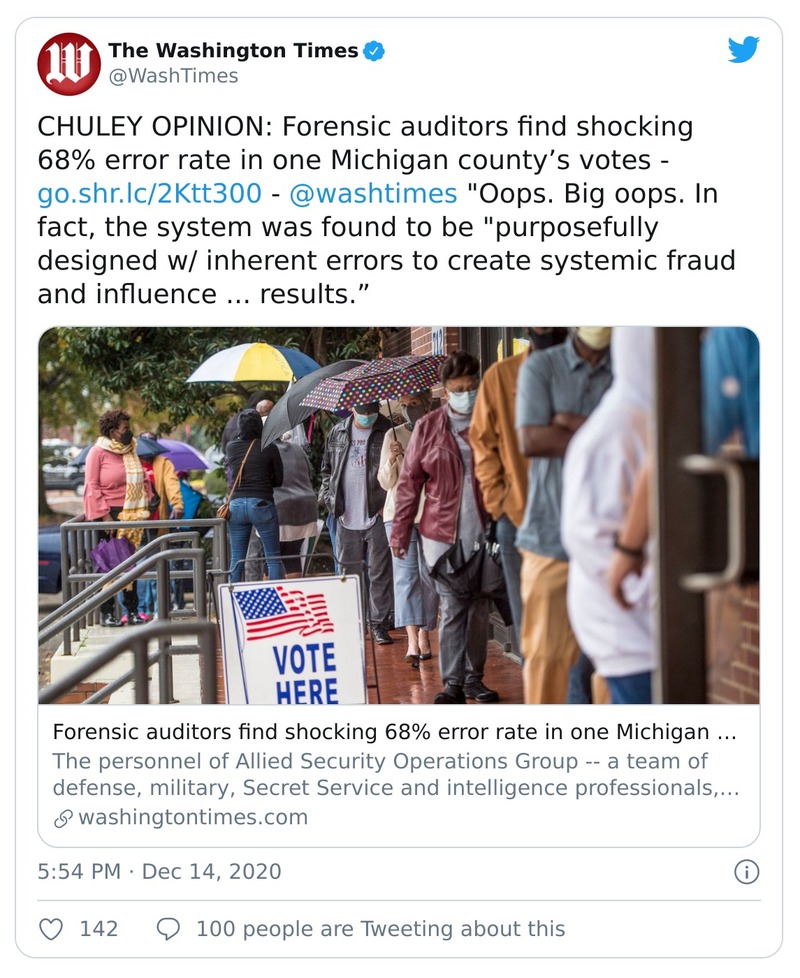 The Washington Times
@WashTimes
CHULEY OPINION: Forensic auditors find shocking
68% error rate in one Michigan county’s votes -
go.shr.lc/2Ktt300 - @washtimes "Oops. Big oops. In
fact, the system was found to be "purposefully
designed w/ inherent errors to create systemic fraud
and influence ... results.”
VOTE
HERE
Forensic auditors find shocking 68% error rate in one Michigan ...
The personnel of Allied Security Operations Group -- a team of
defense, military, Secret Service and intelligence professionals,...
washingtontimes.com
5:54 PM · Dec 14, 2020
142
100 people are Tweeting about this